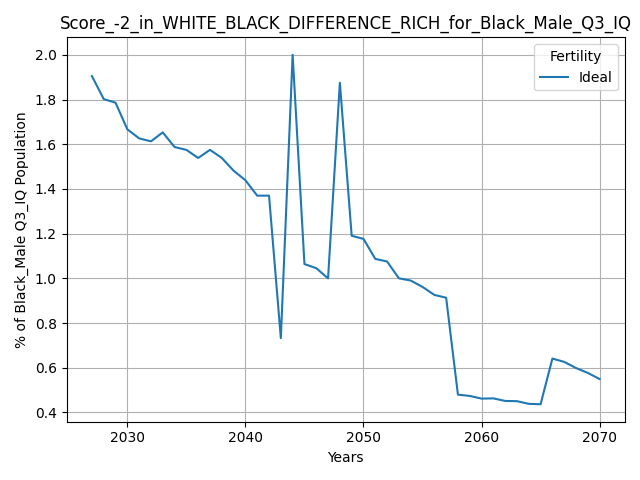 Score_-2_in_WHITE_BLACK_DIFFERENCE_RICH_for_Black_Male_Q3_IQ
Fertility
Ideal
% of Black_Male Q3_IQ Population
2.0
1.8
1.6
1.4
1.2
1.0
0.8
0.6
0.4
2030 2040 2050 2060 2070
Years